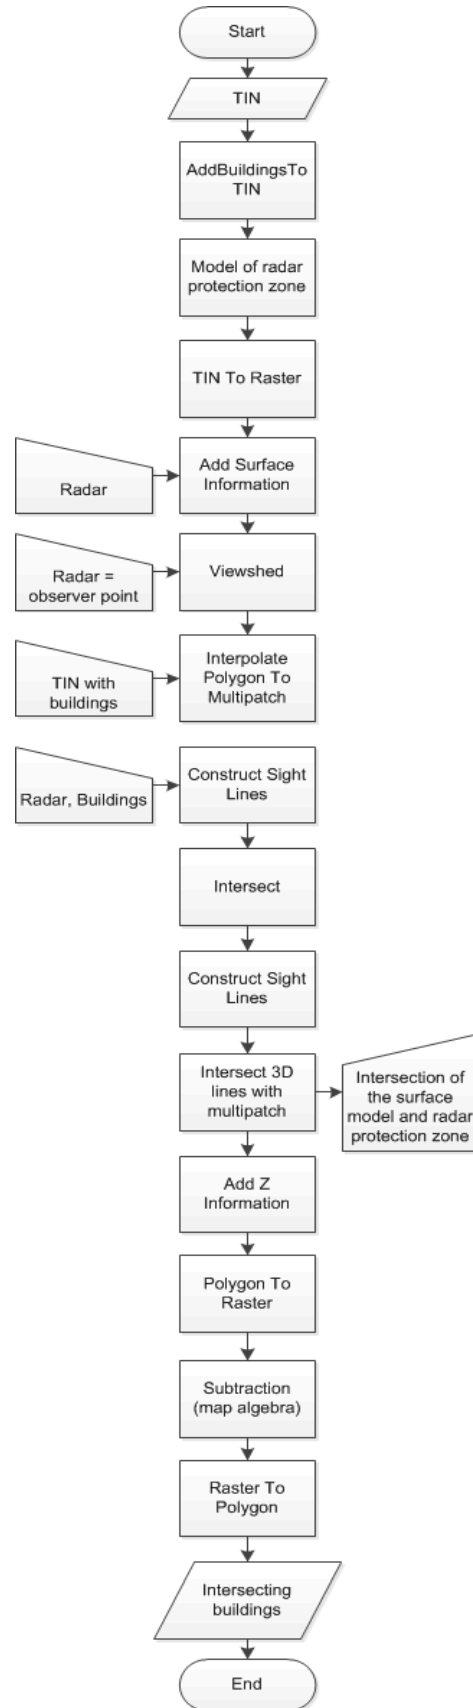 Start
TIN
AddBuildingsTo
TIN
Model of radar
protection zone
TIN To Raster
Radar
Add Surface
Information
Radar =
observer point
Viewshed
TIN with
buildings
Interpolate
Polygon To
Multipatch
Radar, Buildings
Construct Sight
Lines
Intersect
Construct Sight
Lines
Intersect 3D
lines with
multipatch
Intersection of
the surface
model and radar
protection zone
Add Z
Information
Polygon To
Raster
Subtraction
(map algebra)
Raster To
Polygon
Intersecting
buildings
End